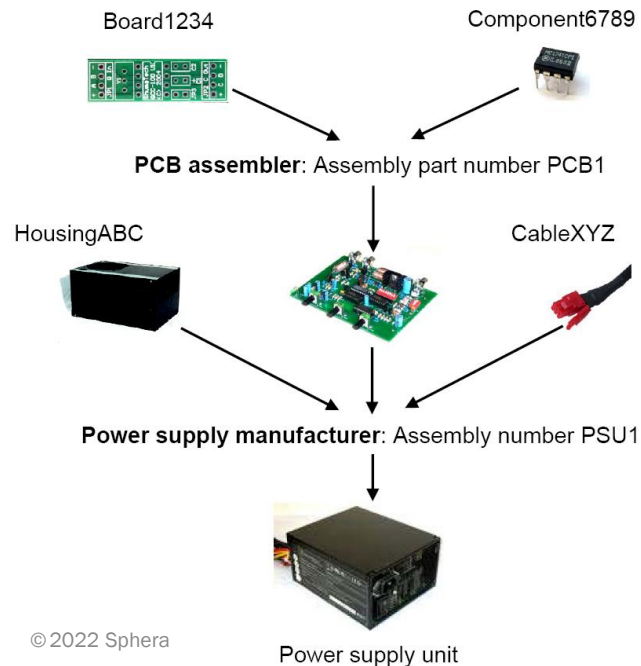 Board1234
Component6789
PCB assembler: Assembly part number PCB1
HousingABC
CableXYZ
Power supply manufacturer: Assembly number PSU1
© 2022 Sphera
Power supply unit